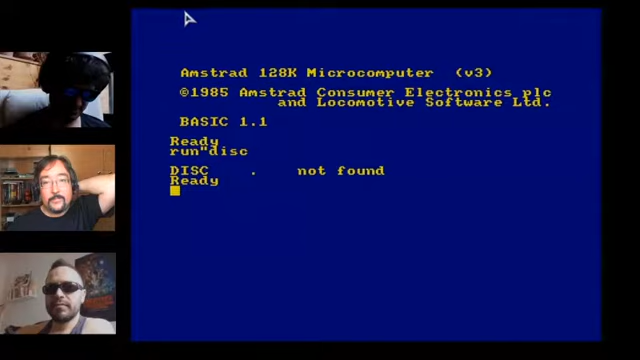 Amstrad 128K Microcomputer (v3)
©1985 Amstrad Consumer Electronics plc
and Locomotive Software Ltd.
BASIC 1.1
Ready
run"disc
DISC . not found
Ready